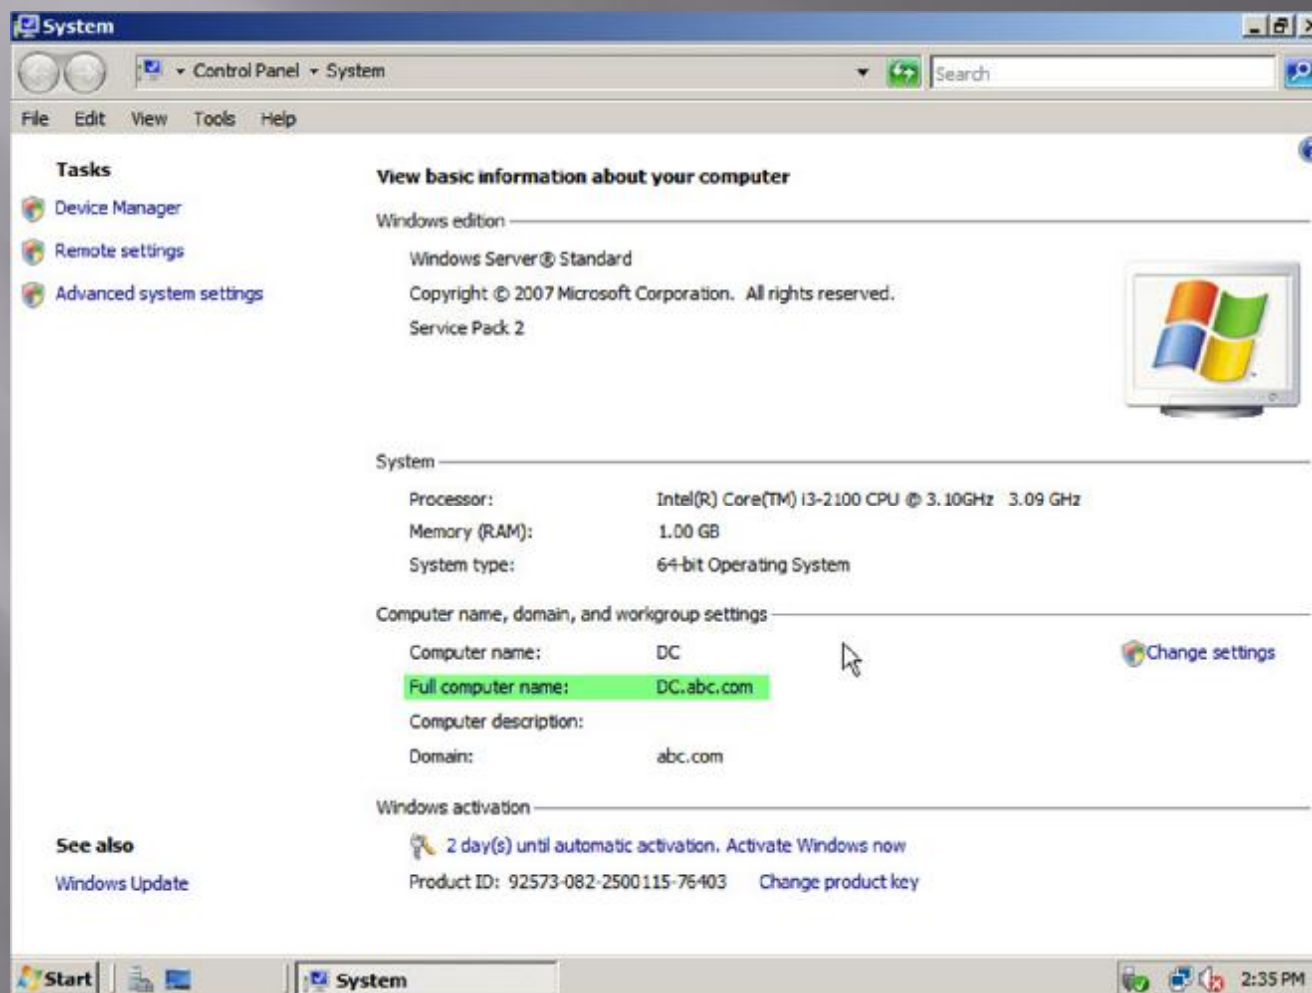 System
Control Panel System
Search
File Edit View Tools Help
Tasks
Device Manager
Remote settings
Advanced system settings
View basic information about your computer
Windows edition
Windows Server® Standard
Copyright © 2007 Microsoft Corporation. All rights reserved.
Service Pack 2
System
Processor: Intel(R) Core(TM) i3-2100 CPU @ 3.10GHz 3.09 GHz
Memory (RAM): 1.00 GB
System type: 64-bit Operating System
Computer name, domain, and workgroup settings
Computer name: DC
Change settings
Full computer name: DC.abc.com
Computer description:
Domain: abc.com
Windows activation
2 day(s) until automatic activation. Activate Windows now
Product ID: 92573-082-2500115-76403 Change product key
See also
Windows Update
Start System 2:35 PM